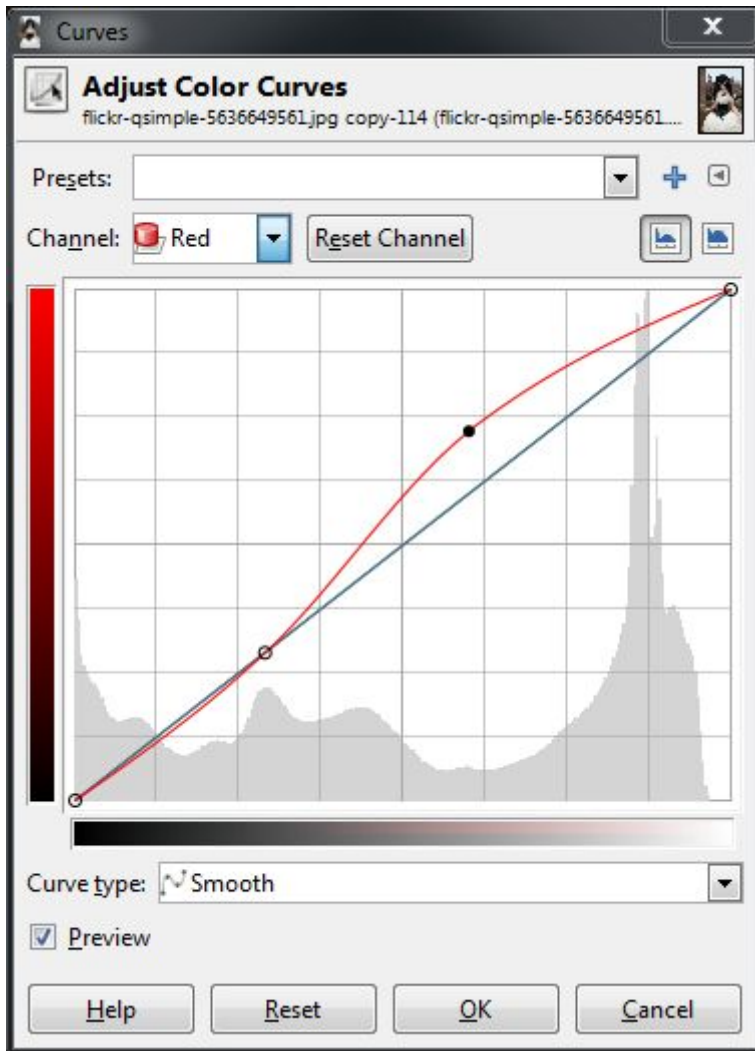 Curves
Adjust Color Curves
flickr-qsimple-5636649561.jpg copy-114 (flickr-qsimple-5636649561....
Presets:
Channel: Red Reset Channel
Curve type: Smooth
Preview
Help Reset OK Cancel